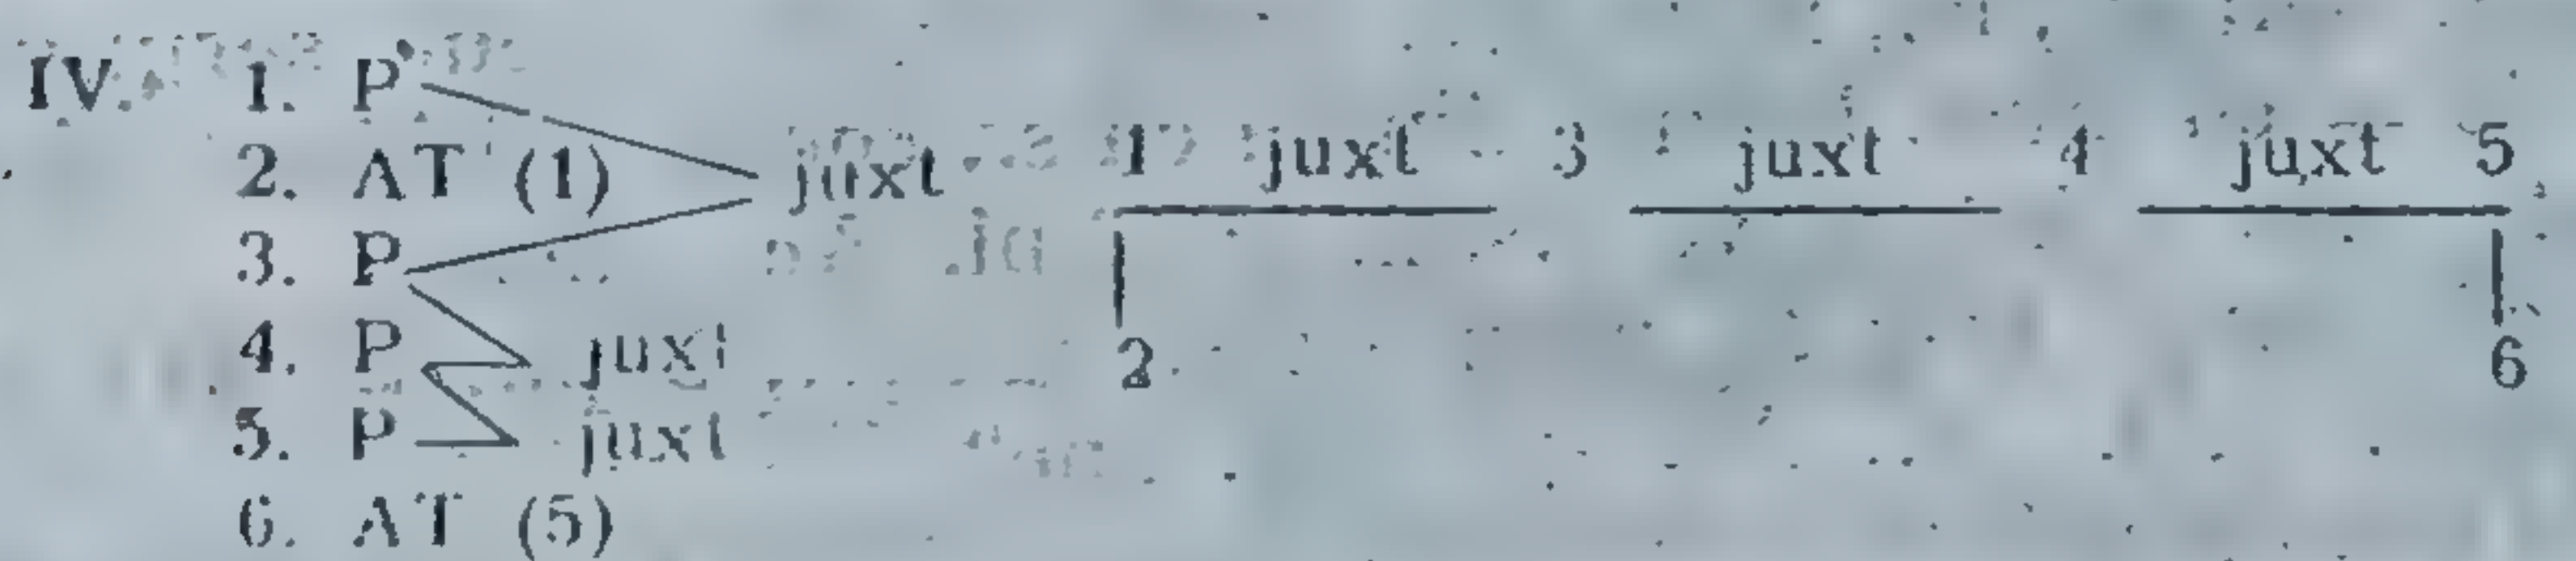 IV. 1. P
2. AT (1) juxt 1 juxt 3 juxt 4 juxt 5
3. P
4. P juxt 2 6
5. P juxt
6. AT (5)